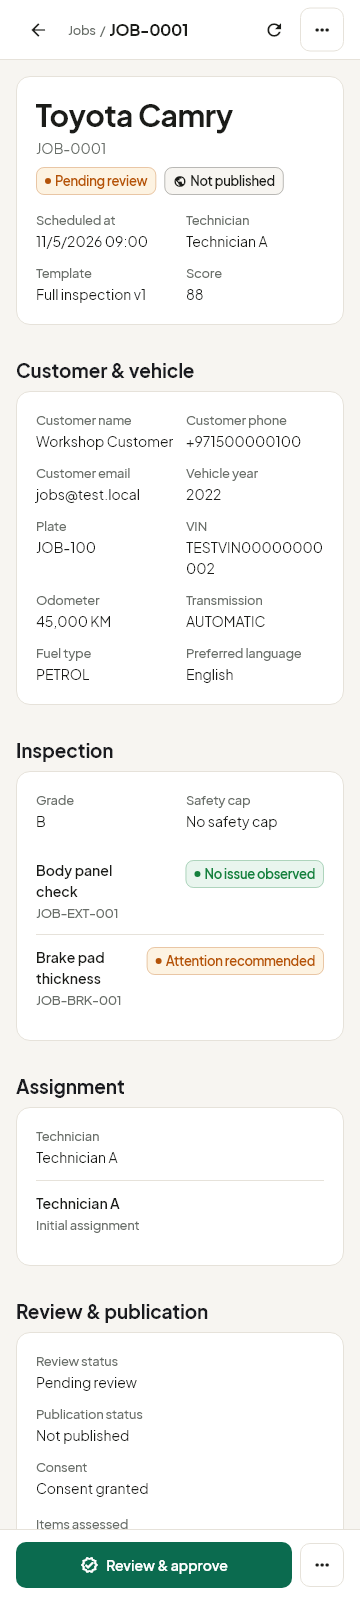 Jobs / JOB-0001
Toyota Camry
JOB-0001
Pending review Not published
Scheduled at Technician
11/5/2026 09:00 Technician A
Template Score
Full inspection v1 88
Customer & vehicle
Customer name Customer phone
Workshop Customer +971500000100
Customer email Vehicle year
jobs@test.local 2022
Plate VIN
JOB-100 TESTVIN00000000
002
Odometer Transmission
45,000 KM AUTOMATIC
Fuel type Preferred language
PETROL English
Inspection
Grade Safety cap
B No safety cap
Body panel No issue observed
check
JOB-EXT-001
Brake pad Attention recommended
thickness
JOB-BRK-001
Assignment
Technician
Technician A
Technician A
Initial assignment
Review & publication
Review status
Pending review
Publication status
Not published
Consent
Consent granted
Items assessed
Review & approve